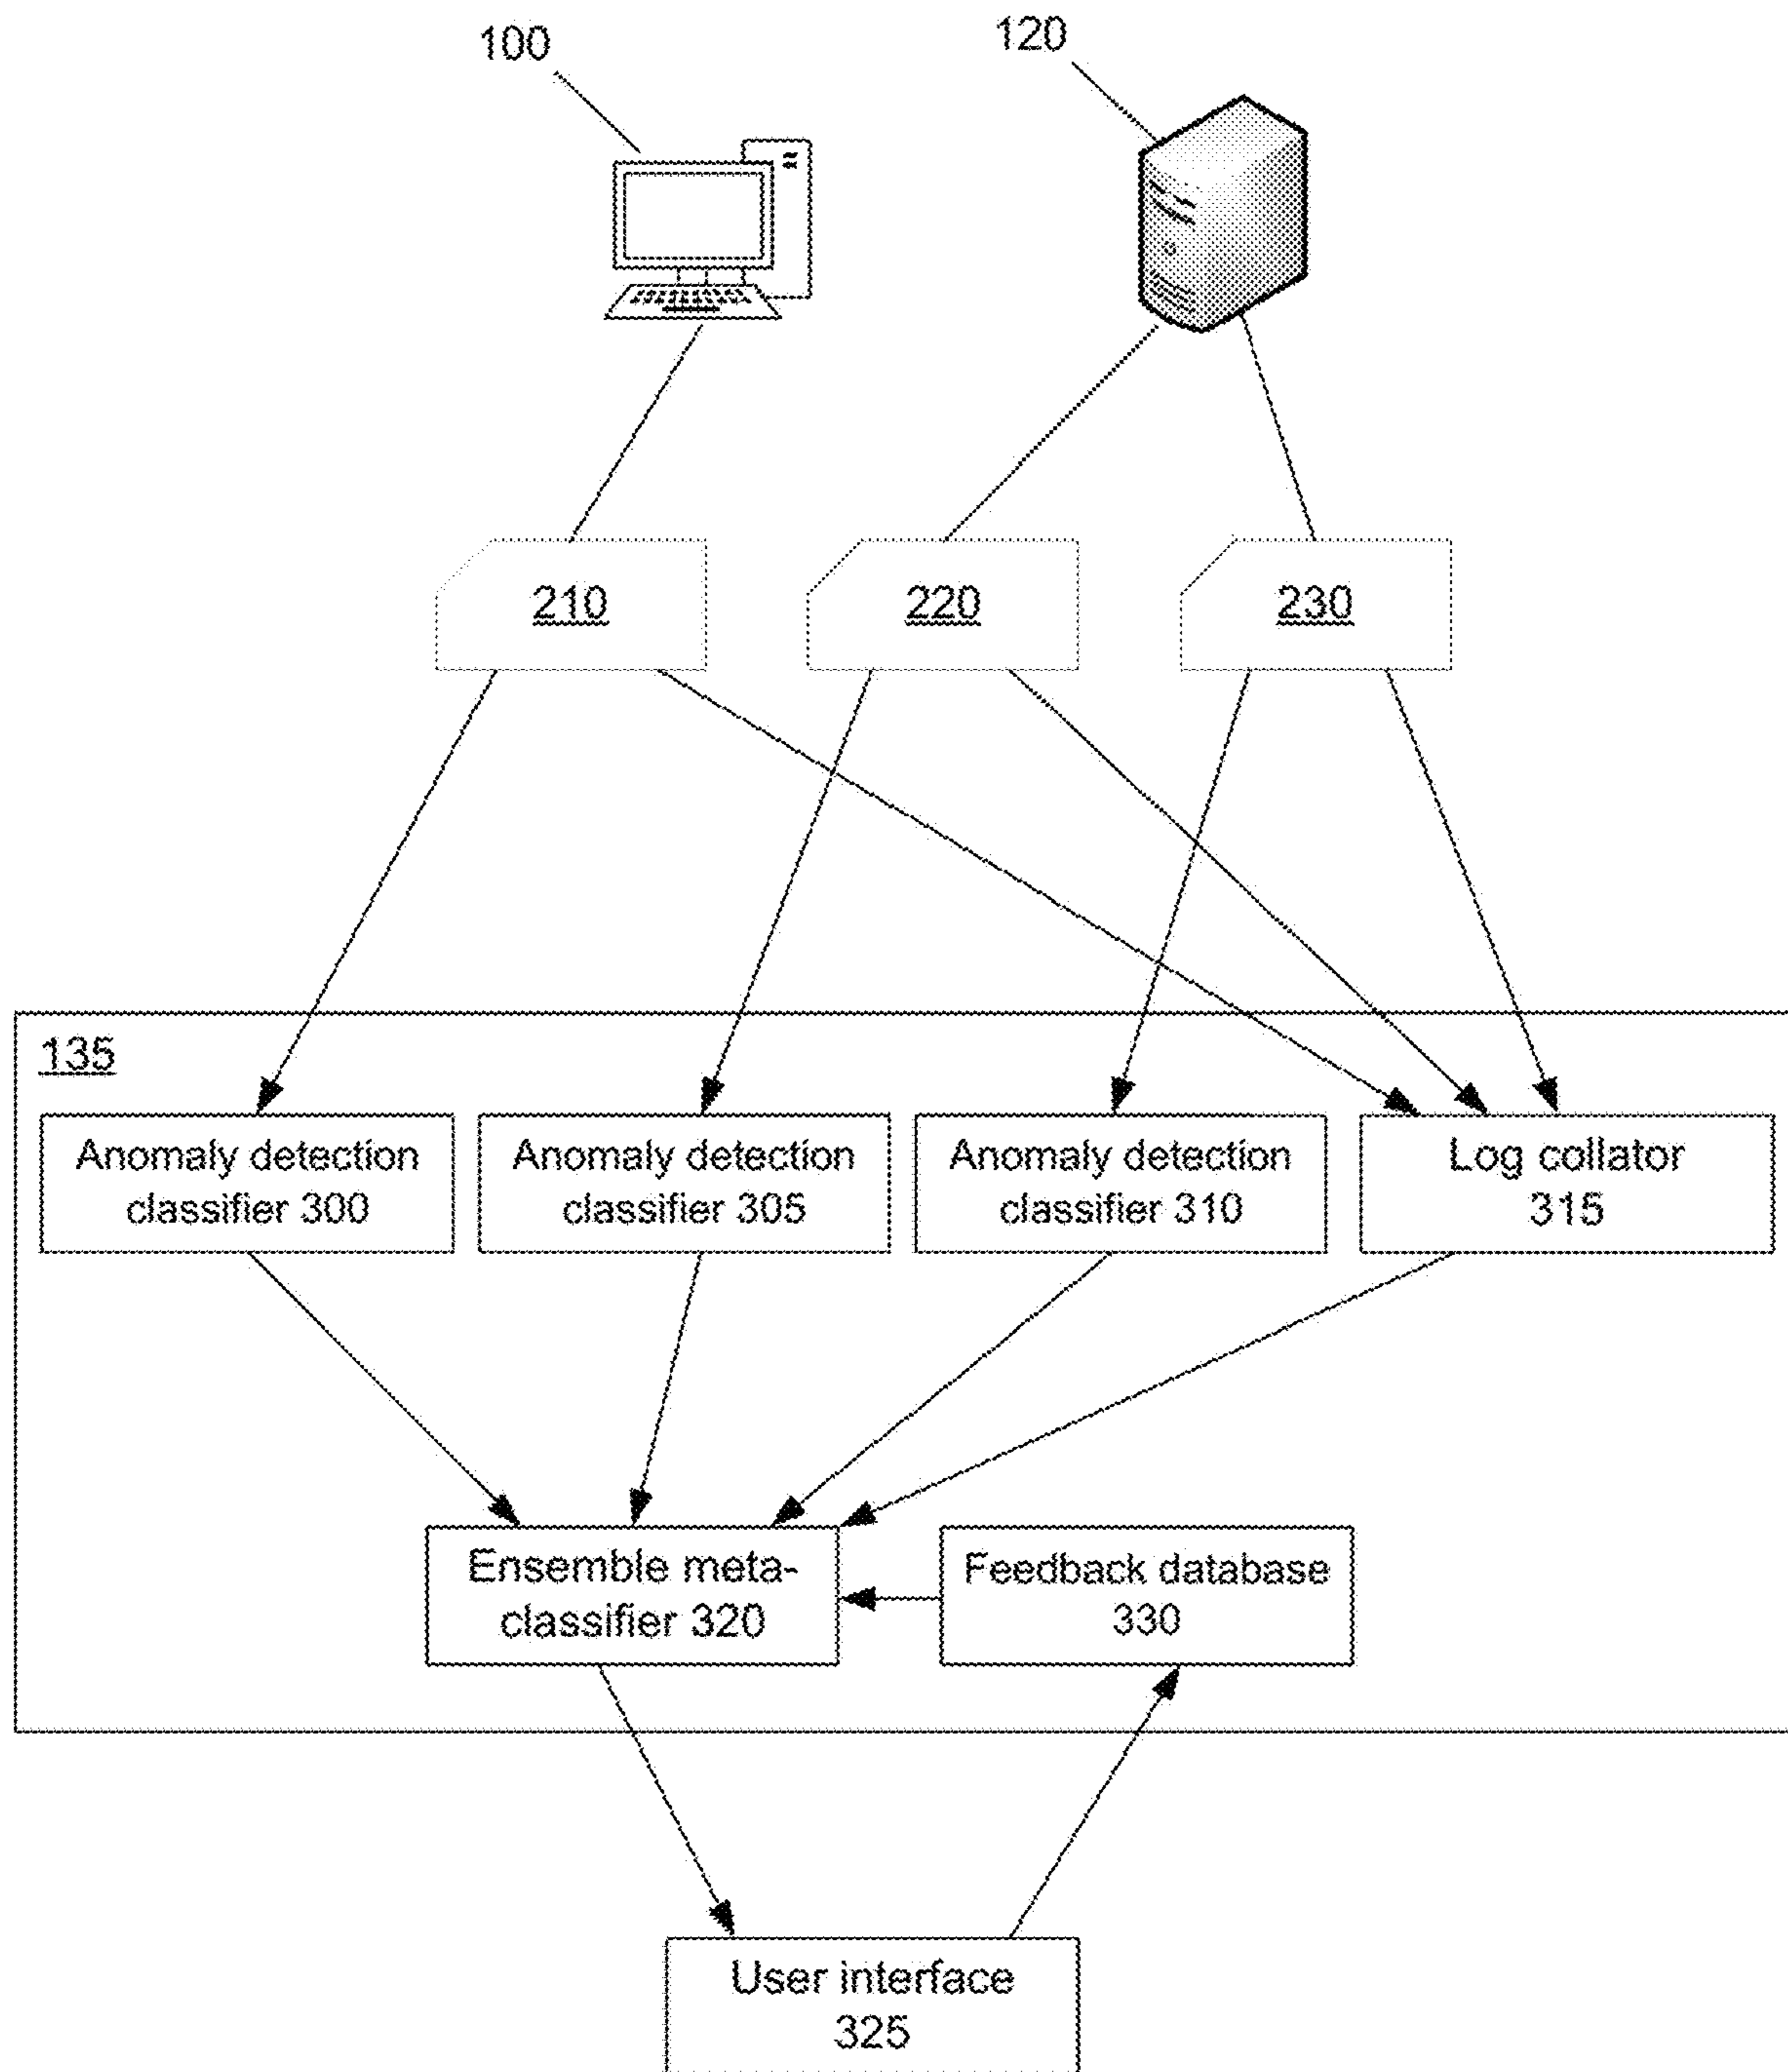 100
120
210
220
230
135
Anomaly detection
classifier 300
Anomaly detection
classifier 305
Anomaly detection
classifier 310
Log collator
315
Ensemble meta-
classifier 320
Feedback database
330
User interface
325